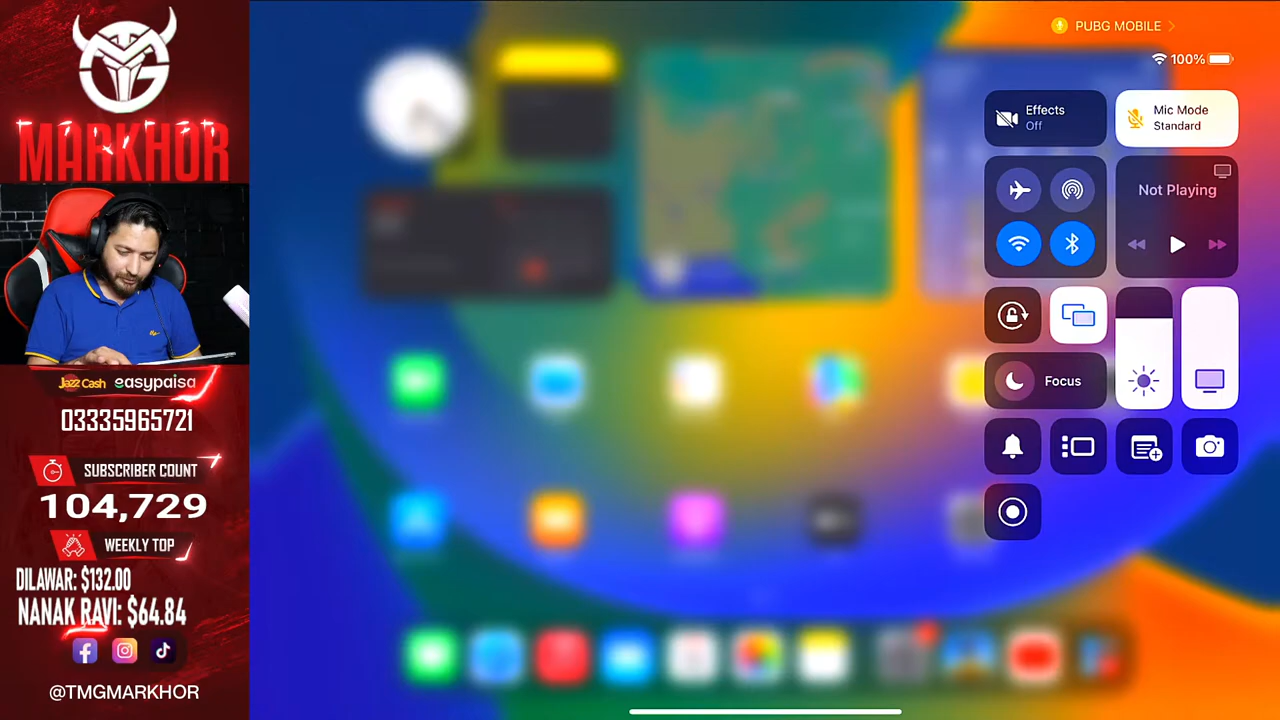 MARKHOR
JazzCash easypaisa
03335965721
SUBSCRIBER COUNT
104,729
WEEKLY TOP
DILAWAR: $132.00
NANAK RAVI: $64.84
@TMGMARKHOR
PUBG MOBILE
100%
Effects
Off
Mic Mode
Standard
Not Playing
Focus